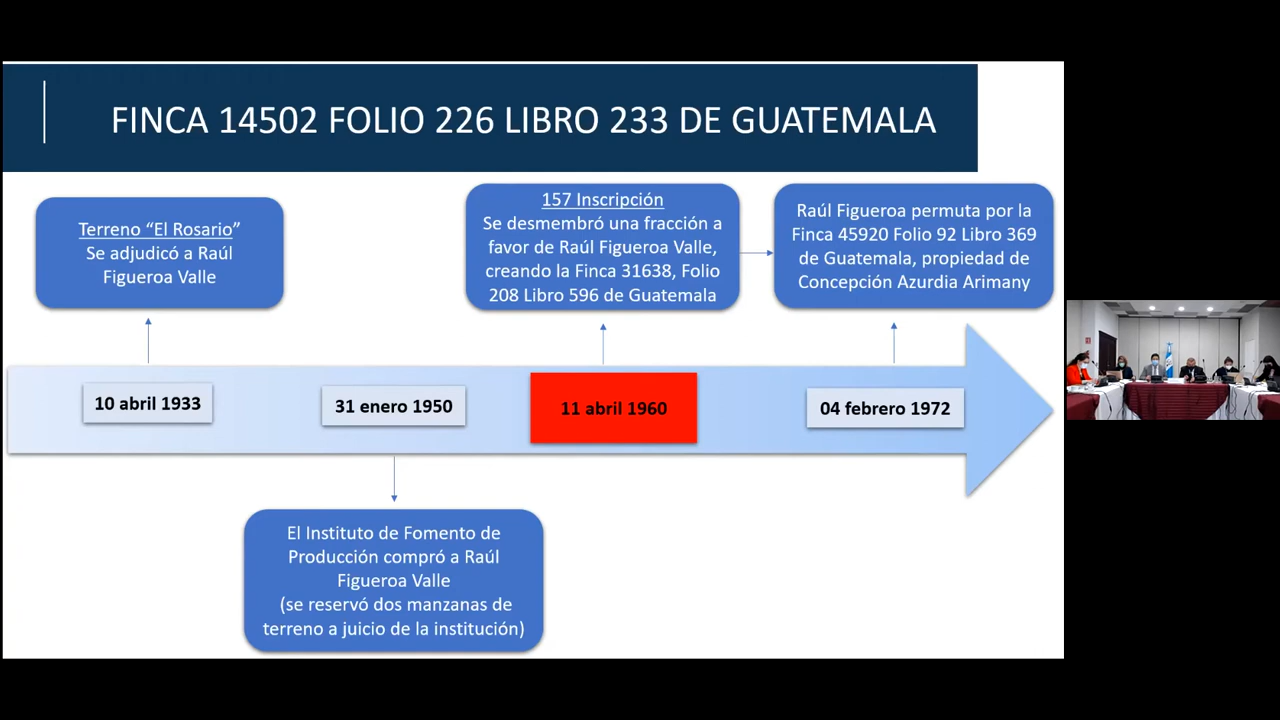 FINCA 14502 FOLIO 226 LIBRO 233 DE GUATEMALA
Terreno “El Rosario”
Se adjudicó a Raúl
Figueroa Valle
157 Inscripción
Se desmembró una fracción a
favor de Raúl Figueroa Valle,
creando la Finca 31638, Folio
208 Libro 596 de Guatemala
Raúl Figueroa permuta por la
Finca 45920 Folio 92 Libro 369
de Guatemala, propiedad de
Concepción Azurdia Arimany
10 abril 1933
31 enero 1950
11 abril 1960
04 febrero 1972
El Instituto de Fomento de
Producción compró a Raúl
Figueroa Valle
(se reservó dos manzanas de
terreno a juicio de la institución)